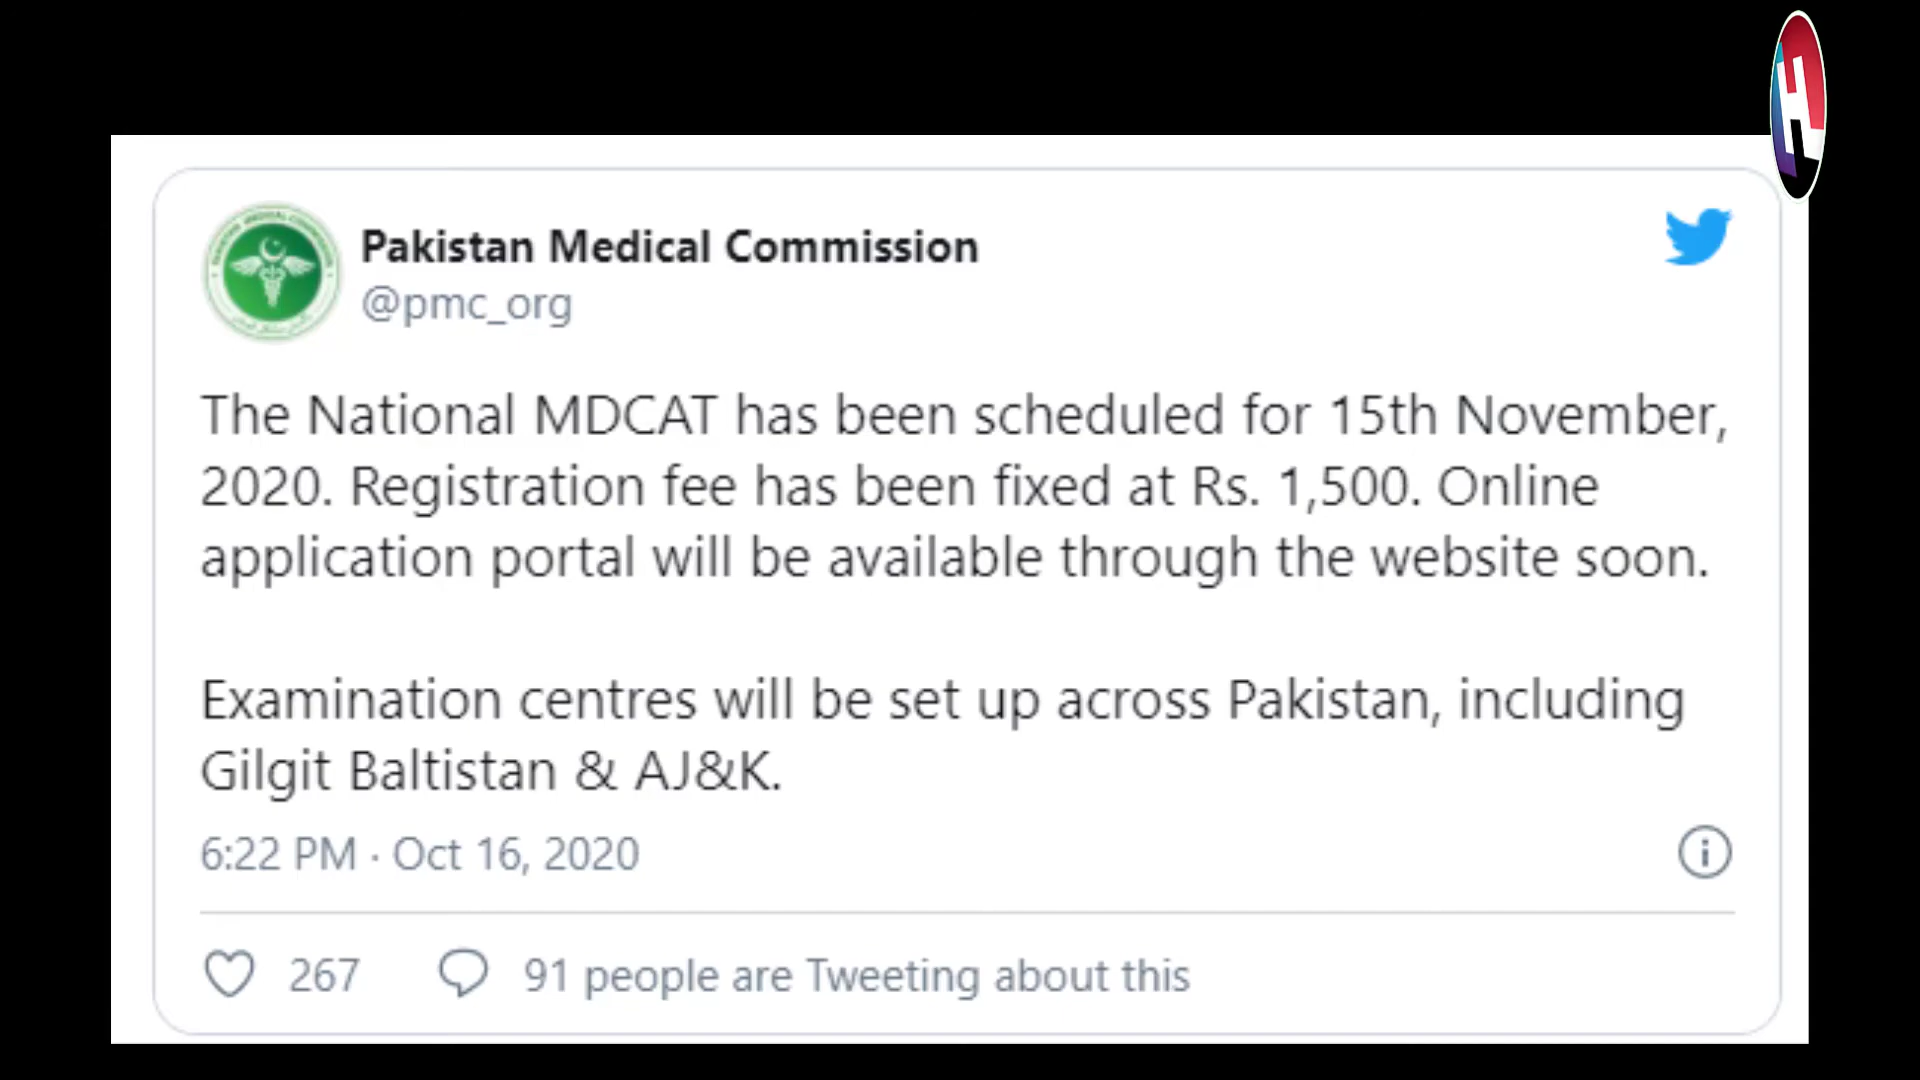 Pakistan Medical Commission
@pmc_org
The National MDCAT has been scheduled for 15th November,
2020. Registration fee has been fixed at Rs. 1,500. Online
application portal will be available through the website soon.
Examination centres will be set up across Pakistan, including
Gilgit Baltistan & AJ&K.
6:22 PM · Oct 16, 2020
267
91 people are Tweeting about this